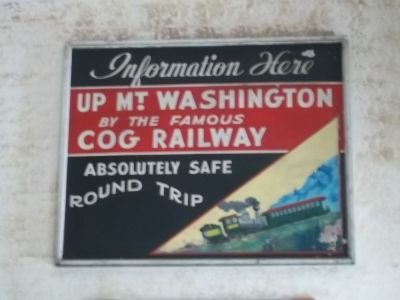 Information Here
UP MT WASHINGTON
BY THE FAMOUS
COG RAILWAY
ABSOLUTELY SAFE
ROUND TRIP